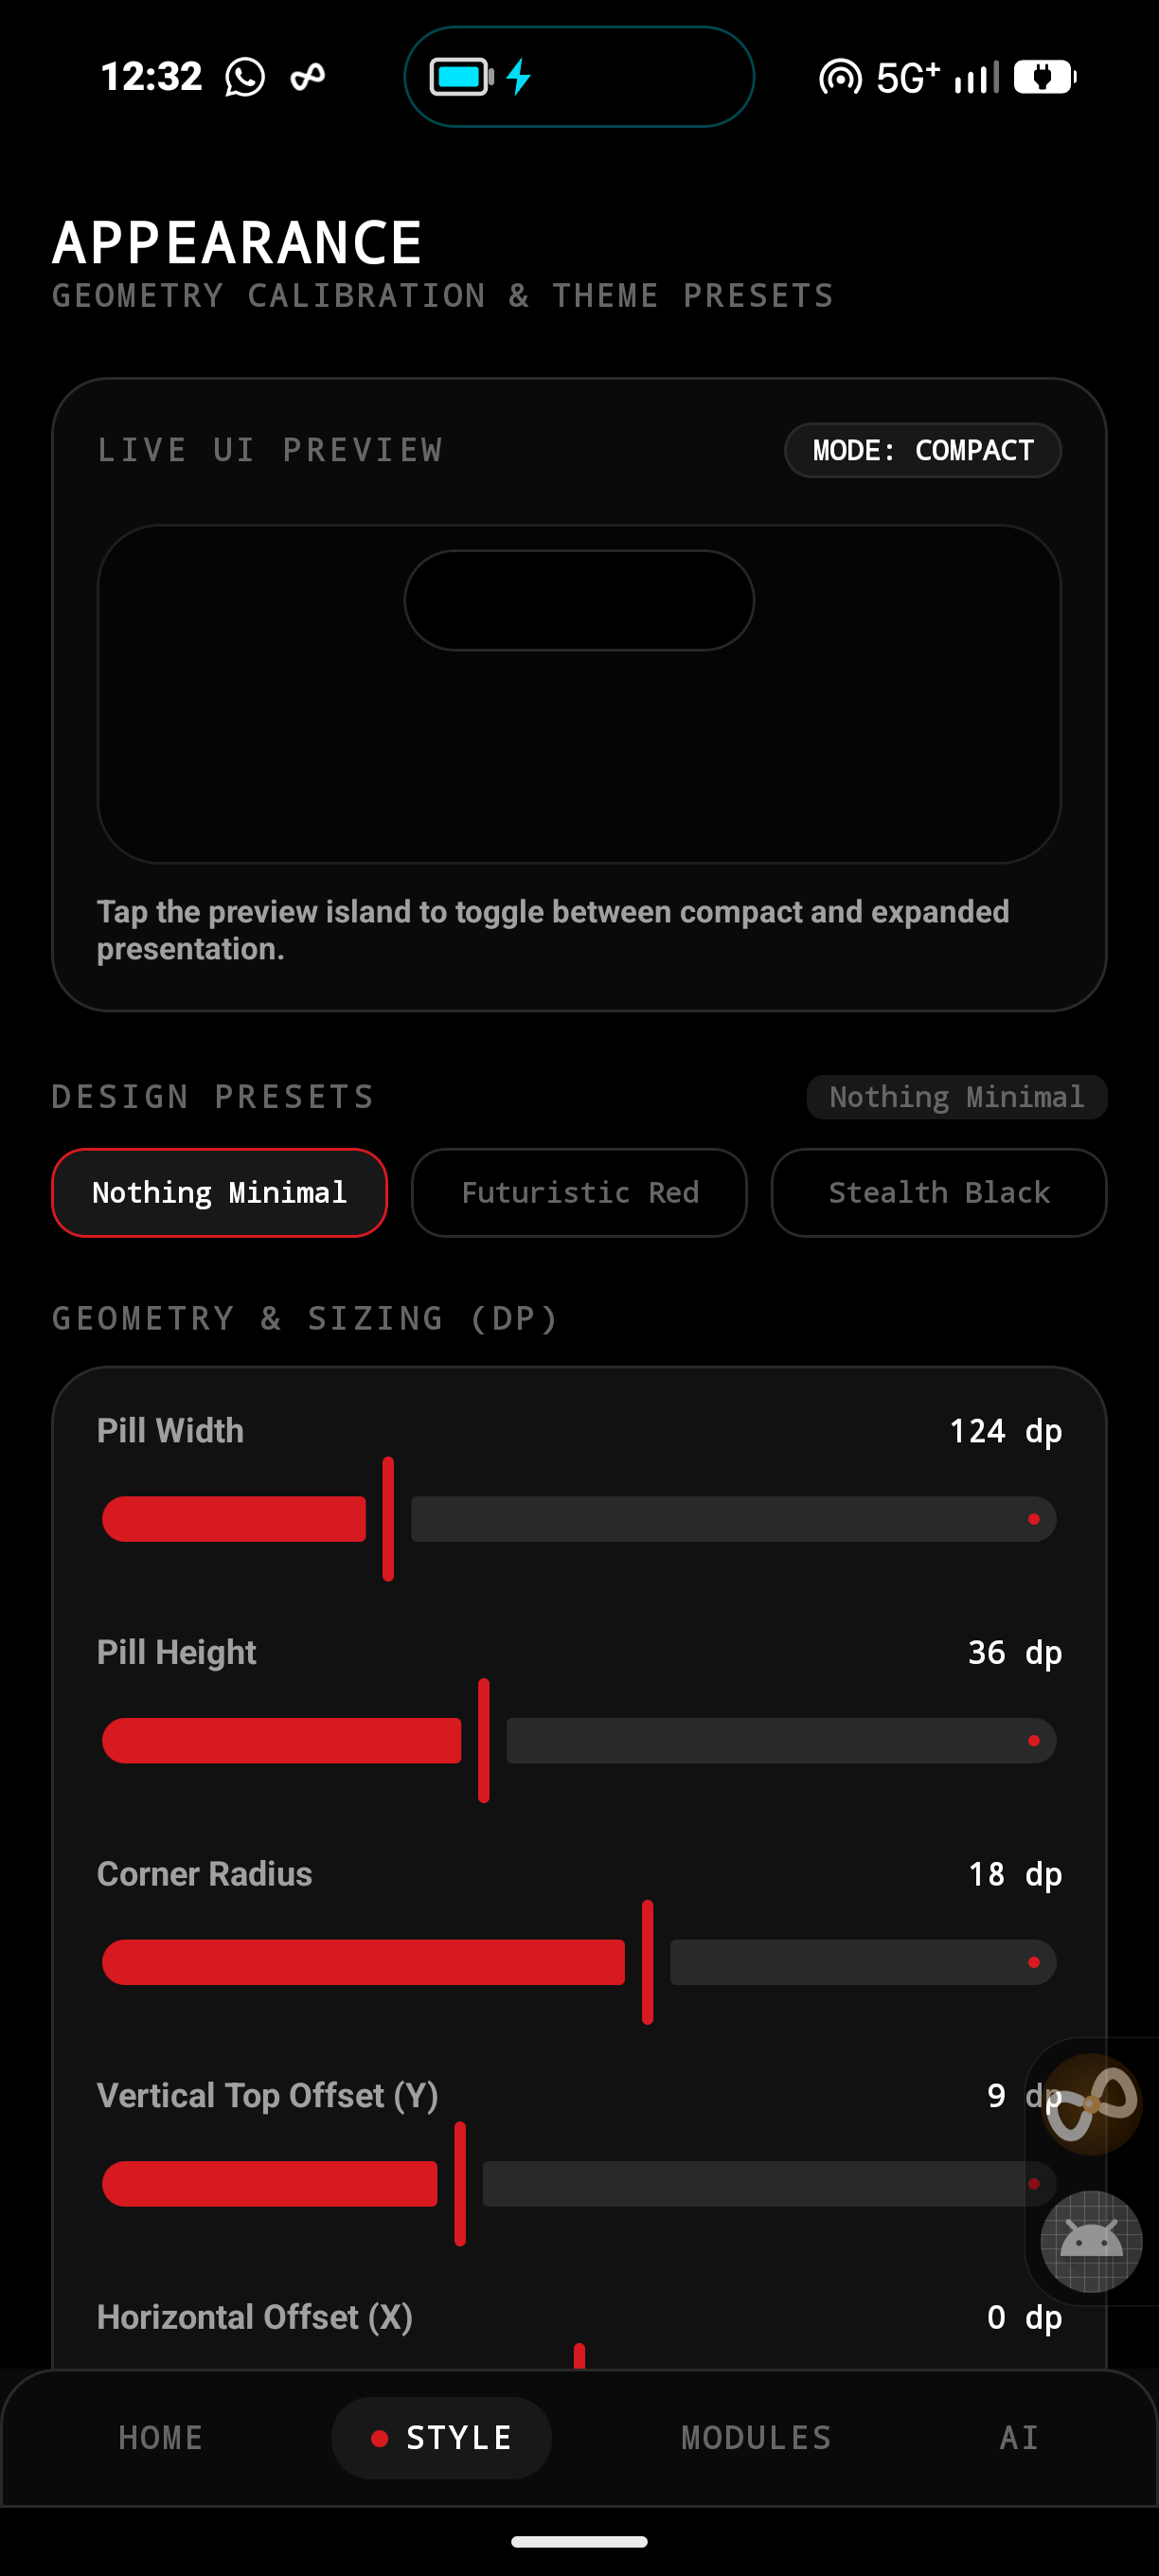 12:32
5G+
APPEARANCE
GEOMETRY CALIBRATION & THEME PRESETS
LIVE UI PREVIEW
MODE: COMPACT
Tap the preview island to toggle between compact and expanded
presentation.
DESIGN PRESETS
Nothing Minimal
Nothing Minimal
Futuristic Red
Stealth Black
GEOMETRY & SIZING (DP)
Pill Width
124 dp
Pill Height
36 dp
Corner Radius
18 dp
Vertical Top Offset (Y)
9 dp
Horizontal Offset (X)
0 dp
HOME
STYLE
MODULES
AI